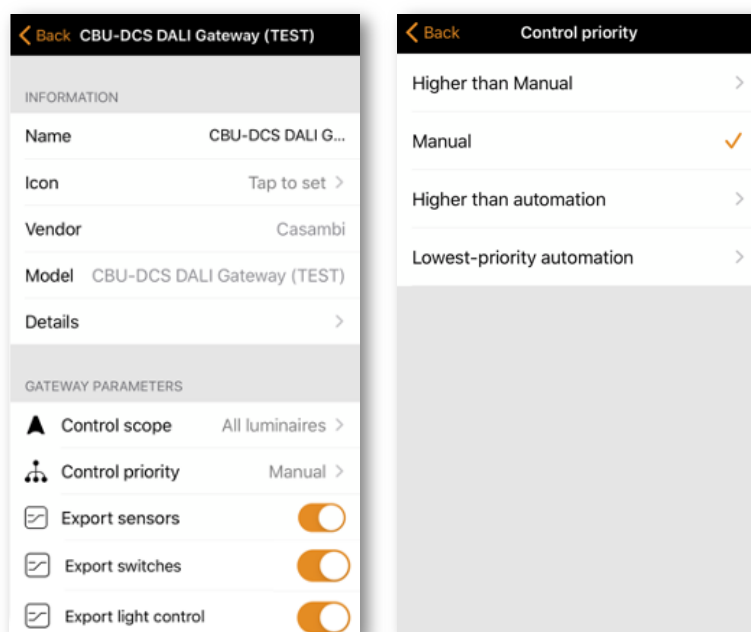 Back CBU-DCS DALI Gateway (TEST)
INFORMATION
Name CBU-DCS DALI G...
Icon Tap to set
Vendor Casambi
Model CBU-DCS DALI Gateway (TEST)
Details
GATEWAY PARAMETERS
Control scope All luminaires
Control priority Manual
Export sensors
Export switches
Export light control
Back Control priority
Higher than Manual
Manual
Higher than automation
Lowest-priority automation